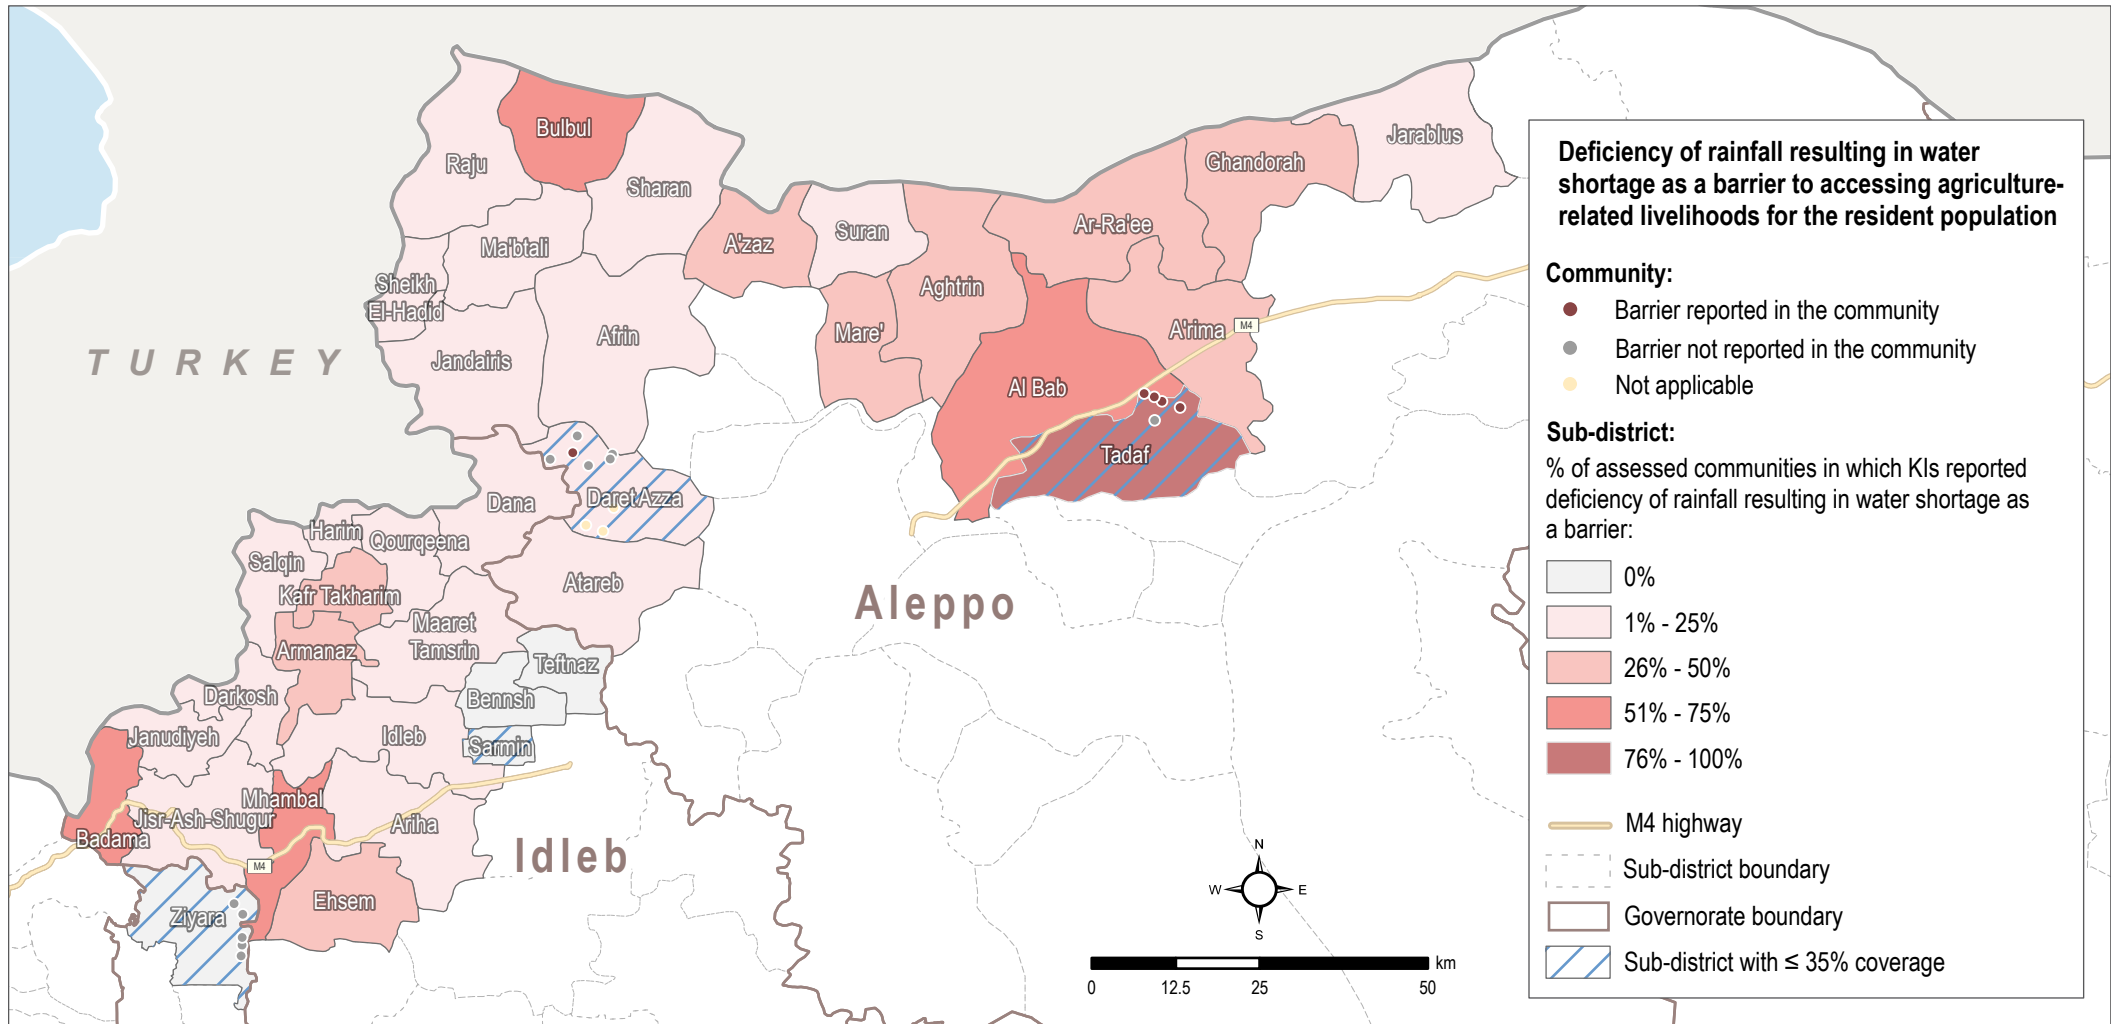 Bulbul
Raju
Sharan
Jarablus
Ghandorah
Ar-Ra'ee
A'zaz
Suran
Ma'btali
Sheikh
El-Hadid
Aghtrin
Mare'
A'rima
M4
Afrin
Jandairis
TURKEY
Al Bab
Tadaf
Dana
Daret Azza
Harim
Qourqeena
Salqin
Kafr Takharim
Atareb
Aleppo
Maaret
Tamsrin
Armanaz
Teftnaz
Bennsh
Darkosh
Janudiyeh
Idleb
Sarmin
Mhambal
Jisr-Ash-Shugur
Ariha
Badama
M4
Idleb
Ehsem
Ziyara
N
W
E
S
km
0
12.5
25
50
Deficiency of rainfall resulting in water
shortage as a barrier to accessing agriculture-
related livelihoods for the resident population
Community:
Barrier reported in the community
Barrier not reported in the community
Not applicable
Sub-district:
% of assessed communities in which KIs reported
deficiency of rainfall resulting in water shortage as
a barrier:
0%
1% - 25%
26% - 50%
51% - 75%
76% - 100%
M4 highway
Sub-district boundary
Governorate boundary
Sub-district with ≤ 35% coverage